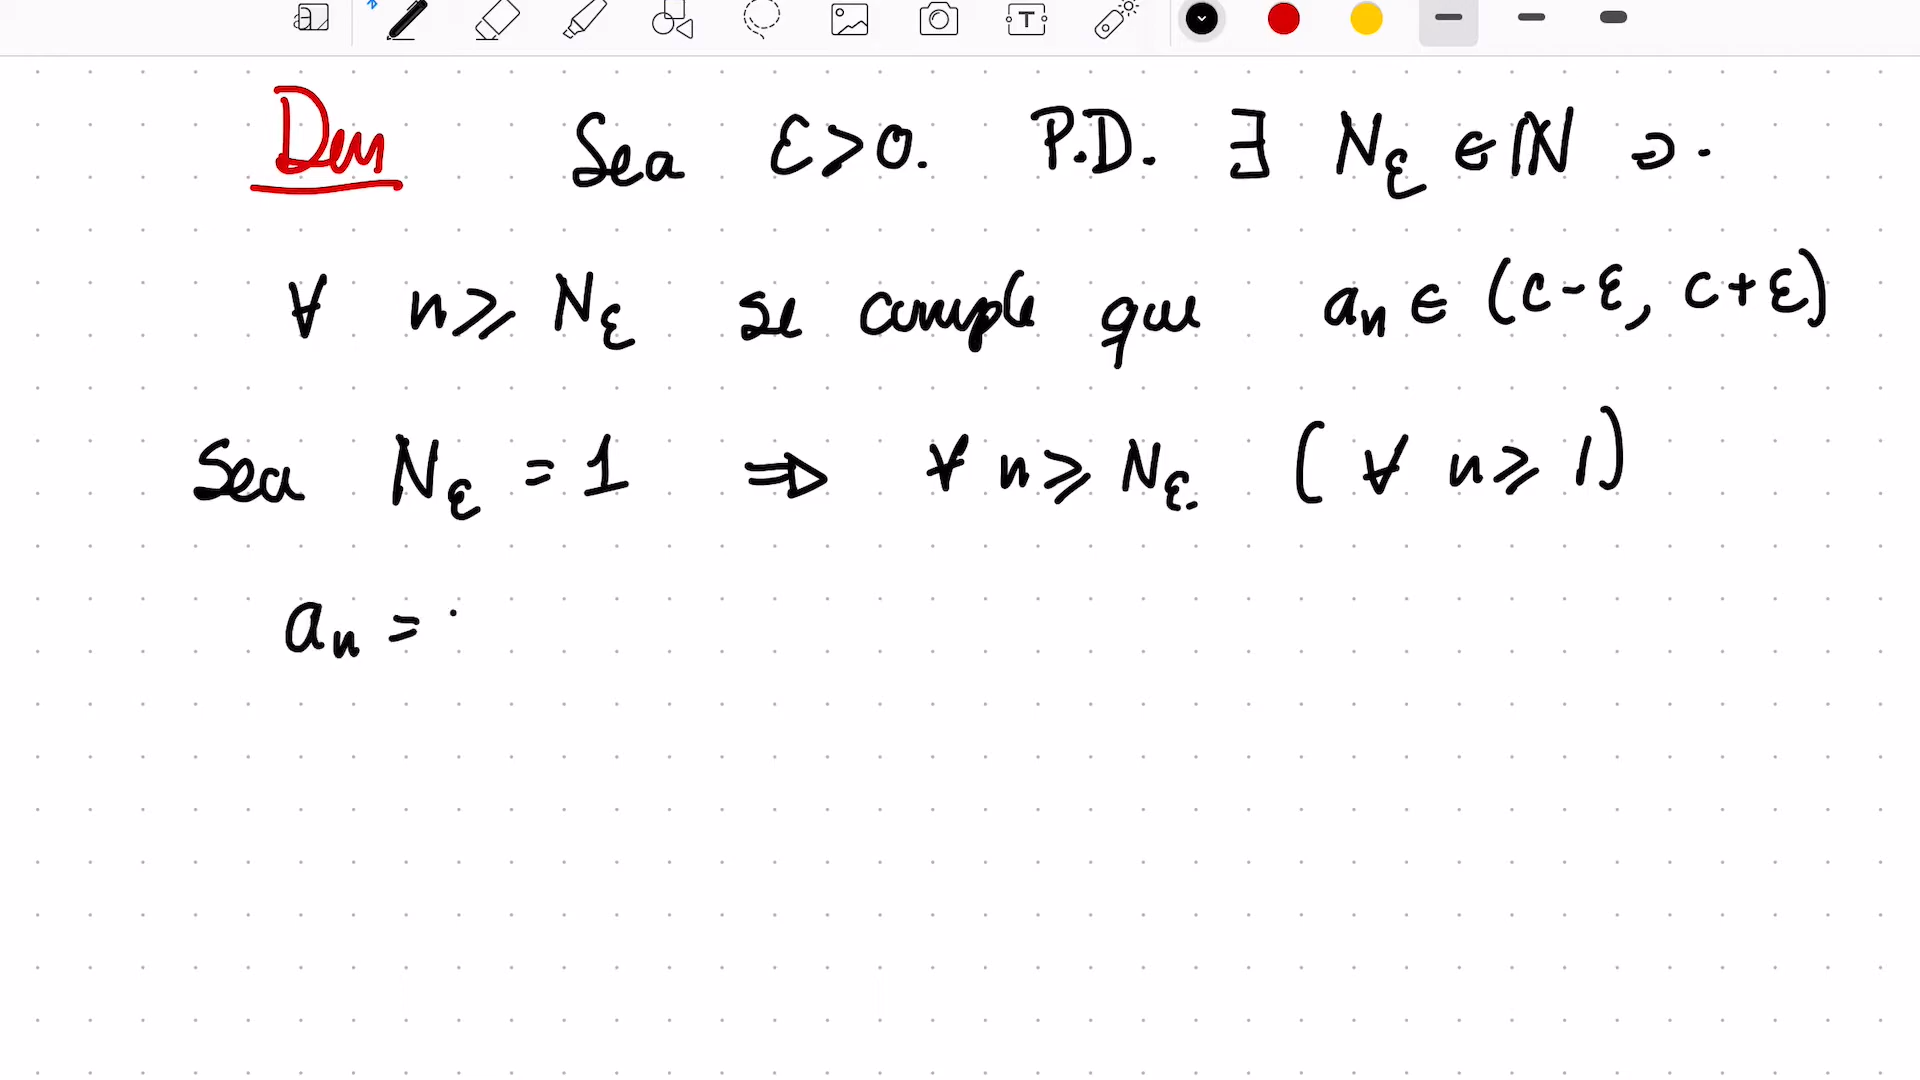 Dem Sea ε>0. P.D. ∃ Nε ∈ ℕ ∋.
∀ n ≥ Nε se cumple que an ∈ (c-ε, c+ε)
Sea Nε = 1 ⇒ ∀ n ≥ Nε. (∀ n ≥ 1)
an =